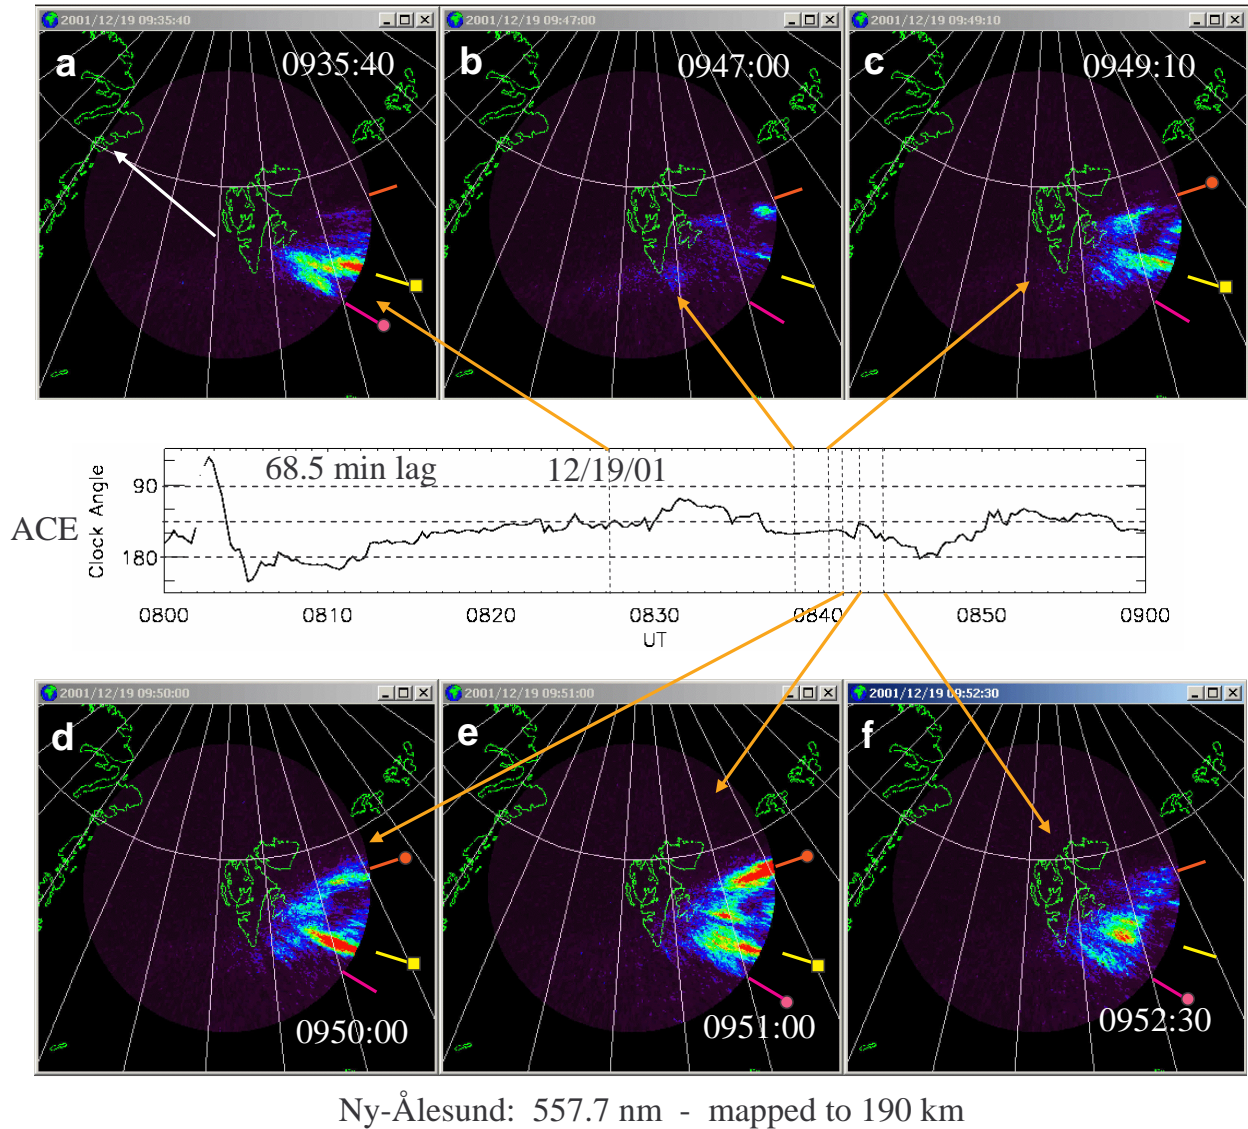 2001/12/19 09:35:40
2001/12/19 09:47:00
2001/12/19 09:49:10
a
0935:40
b
0947:00
c
0949:10
68.5 min lag
12/19/01
ACE
Clock Angle
90
180
0800
0810
0820
0830
0840
0850
0900
UT
2001/12/19 09:50:00
2001/12/19 09:51:00
2001/12/19 09:52:30
d
0950:00
e
0951:00
f
0952:30
Ny-Ålesund: 557.7 nm - mapped to 190 km